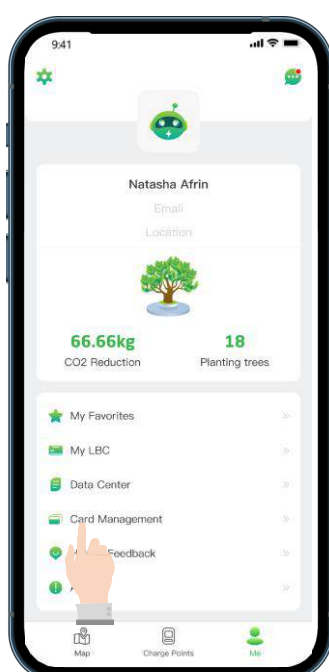 9:41
Natasha Afrin
Email
Location
66.66kg 18
CO2 Reduction Planting trees
My Favorites
My LBC
Data Center
Card Management
Feedback
A
Map Charge Points Me